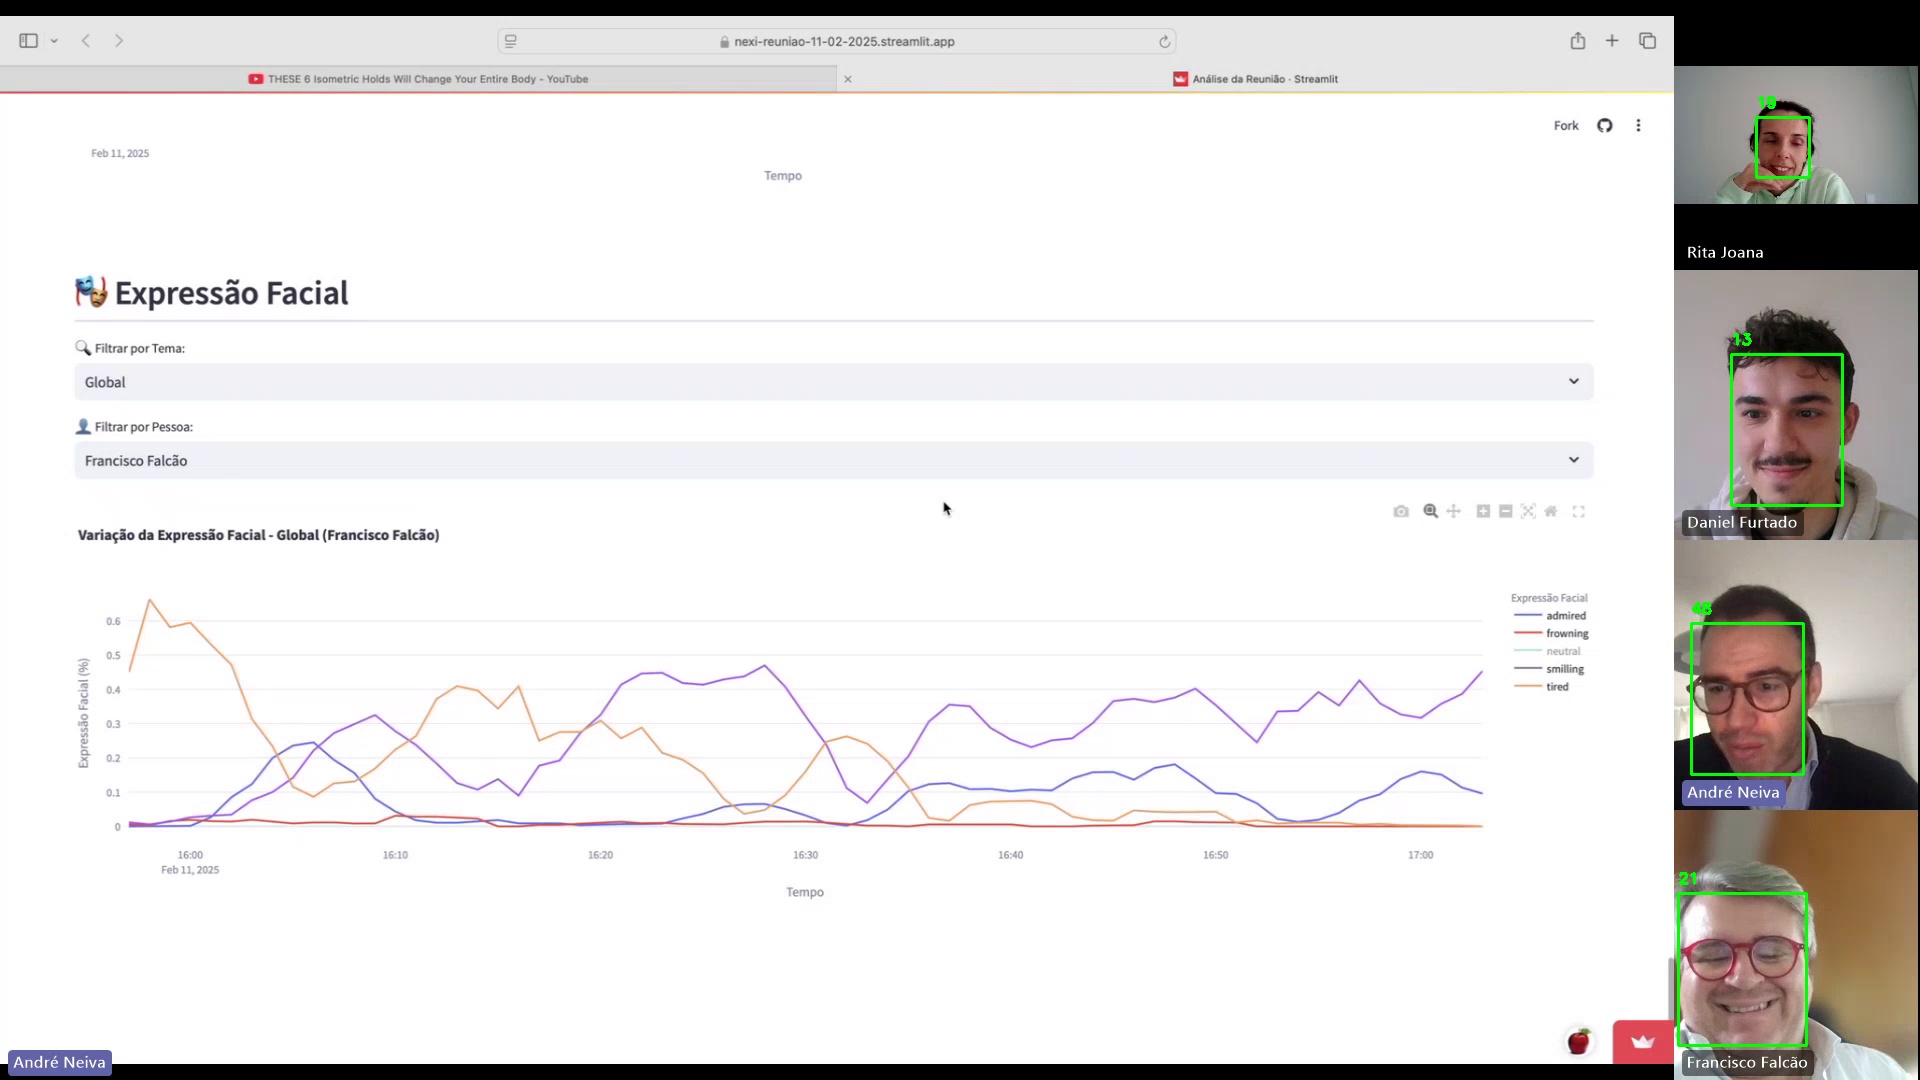 nexi-reuniao-11-02-2025.streamlit.app
THESE 6 Isometric Holds Will Change Your Entire Body - YouTube
Análise da Reunião · Streamlit
Fork
Feb 11, 2025
Tempo
Expressão Facial
Filtrar por Tema:
Global
Filtrar por Pessoa:
Francisco Falcão
Variação da Expressão Facial - Global (Francisco Falcão)
Expressão Facial
admired
frowning
neutral
smilling
tired
Expressão Facial (%)
0.6
0.5
0.4
0.3
0.2
0.1
0
16:00 16:10 16:20 16:30 16:40 16:50 17:00
Feb 11, 2025
Tempo
André Neiva
19
Rita Joana
13
Daniel Furtado
André Neiva
21
Francisco Falcão